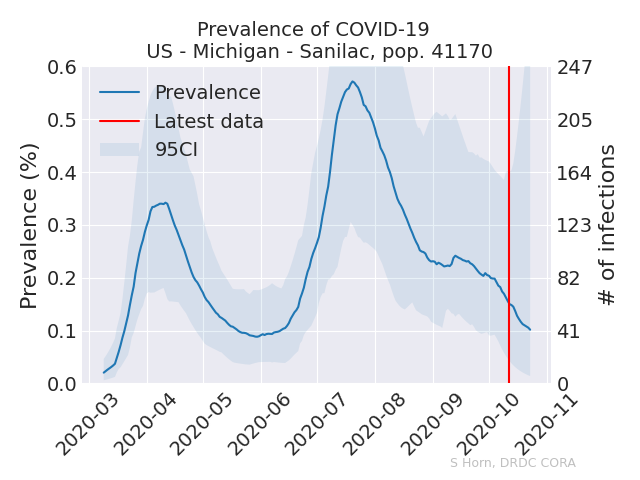 Prevalence of COVID-19
US - Michigan - Sanilac, pop. 41170
Prevalence (%)
0.6
0.5
0.4
0.3
0.2
0.1
0.0
Prevalence
Latest data
95CI
247
205
164
123
82
41
0
# of infections
2020-03
2020-04
2020-05
2020-06
2020-07
2020-08
2020-09
2020-10
2020-11
S Horn, DRDC CORA